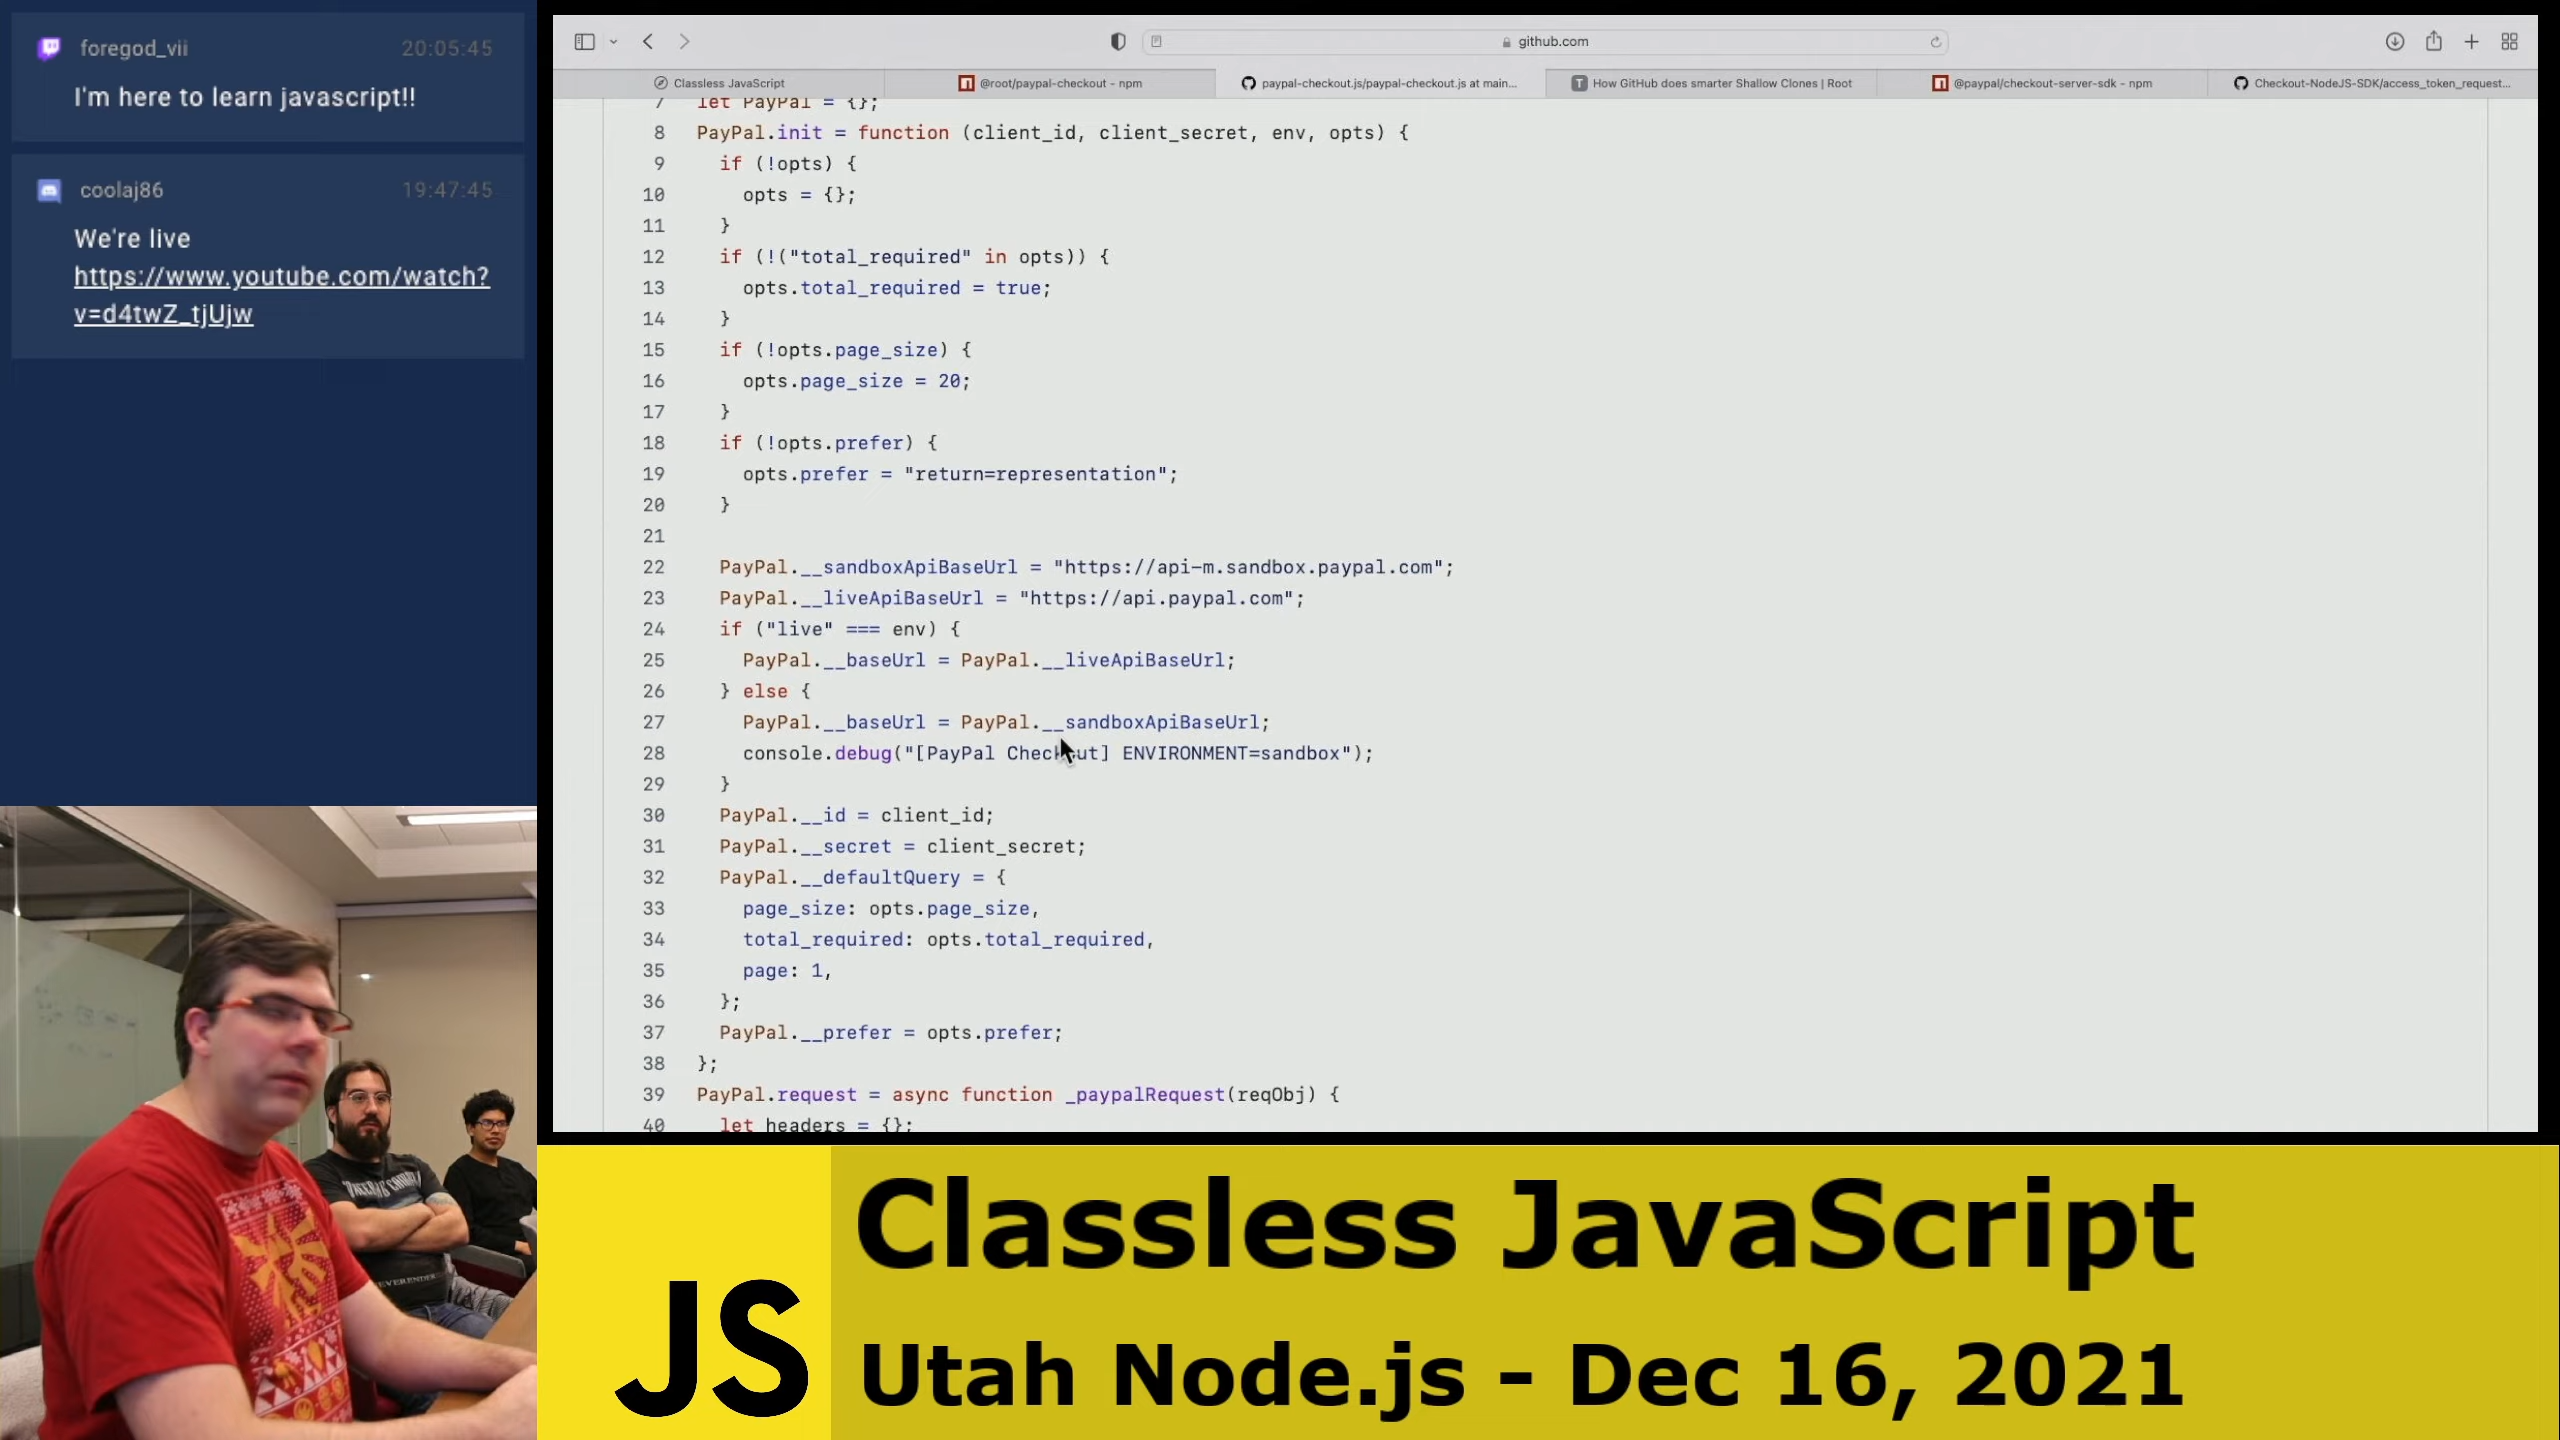 foregod_vii 20:05:45
I'm here to learn javascript!!
coolaj86 19:47:45
We're live
https://www.youtube.com/watch?
v=d4twZ_tjUjw
github.com
Classless JavaScript
@root/paypal-checkout - npm
paypal-checkout.js/paypal-checkout.js at main...
How GitHub does smarter Shallow Clones | Root
@paypal/checkout-server-sdk - npm
Checkout-NodeJS-SDK/access_token_request...
7 let PayPal = {};
8 PayPal.init = function (client_id, client_secret, env, opts) {
9 if (!opts) {
10 opts = {};
11 }
12 if (!("total_required" in opts)) {
13 opts.total_required = true;
14 }
15 if (!opts.page_size) {
16 opts.page_size = 20;
17 }
18 if (!opts.prefer) {
19 opts.prefer = "return=representation";
20 }
21
22 PayPal.__sandboxApiBaseUrl = "https://api-m.sandbox.paypal.com";
23 PayPal.__liveApiBaseUrl = "https://api.paypal.com";
24 if ("live" === env) {
25 PayPal.__baseUrl = PayPal.__liveApiBaseUrl;
26 } else {
27 PayPal.__baseUrl = PayPal.__sandboxApiBaseUrl;
28 console.debug("[PayPal Checkout] ENVIRONMENT=sandbox");
29 }
30 PayPal.__id = client_id;
31 PayPal.__secret = client_secret;
32 PayPal.__defaultQuery = {
33 page_size: opts.page_size,
34 total_required: opts.total_required,
35 page: 1,
36 };
37 PayPal.__prefer = opts.prefer;
38 };
39 PayPal.request = async function _paypalRequest(reqObj) {
40 let headers = {};
JS
Classless JavaScript
Utah Node.js - Dec 16, 2021